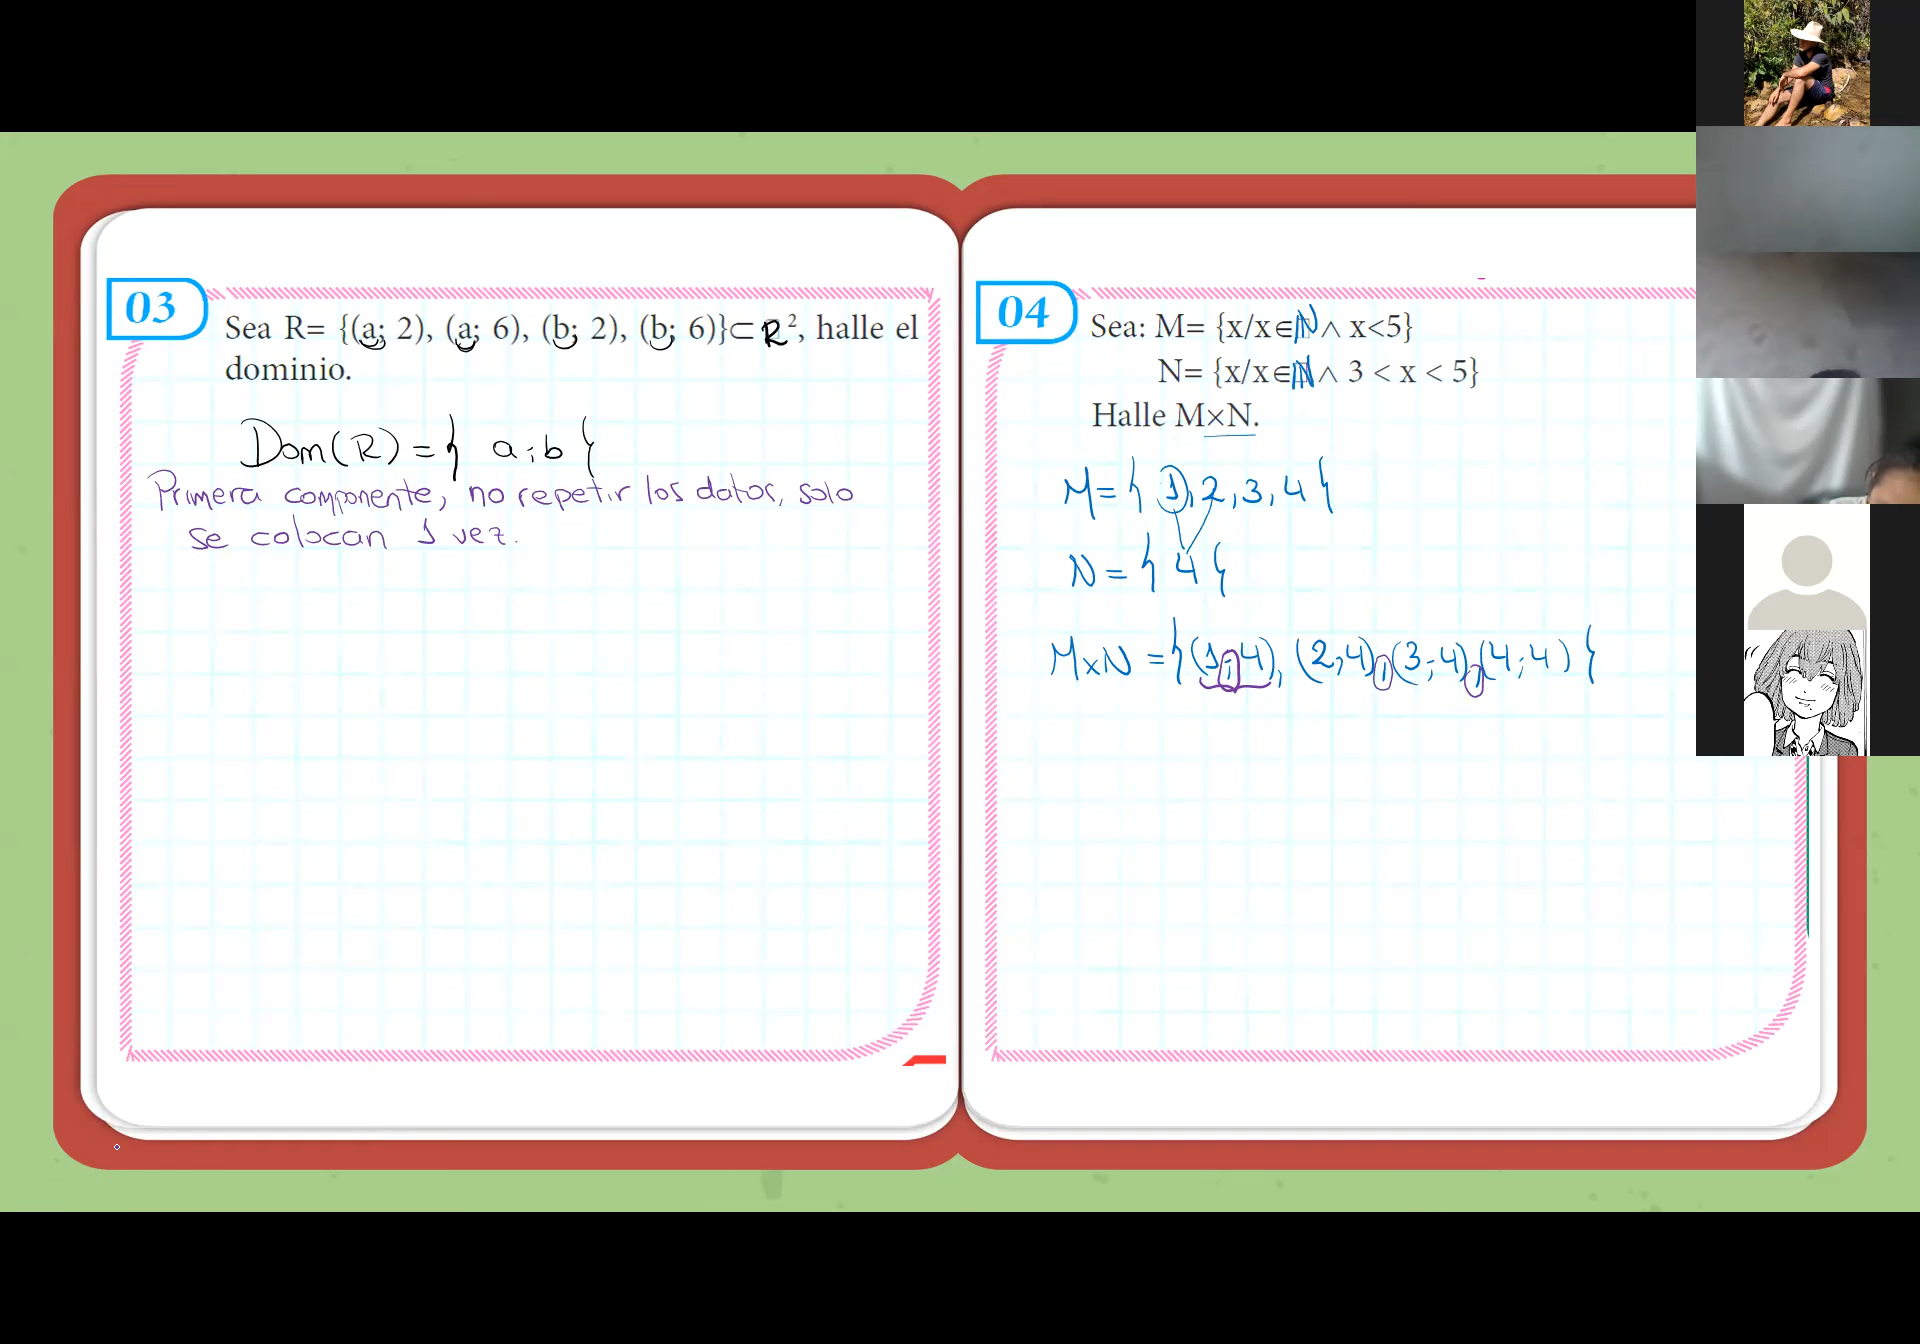 03
Sea R= {(a; 2), (a; 6), (b; 2), (b; 6)}⊂ R², halle el
dominio.
Dom(R) = { a ; b }
Primera componente, no repetir los datos, solo
se colocan 1 vez.
04
Sea: M= {x/x∈N ∧ x<5}
N= {x/x∈N ∧ 3 < x < 5}
Halle M×N.
M = { 1, 2, 3, 4 }
N = { 4 }
M×N = { (1;4), (2,4), (3;4), (4;4) }